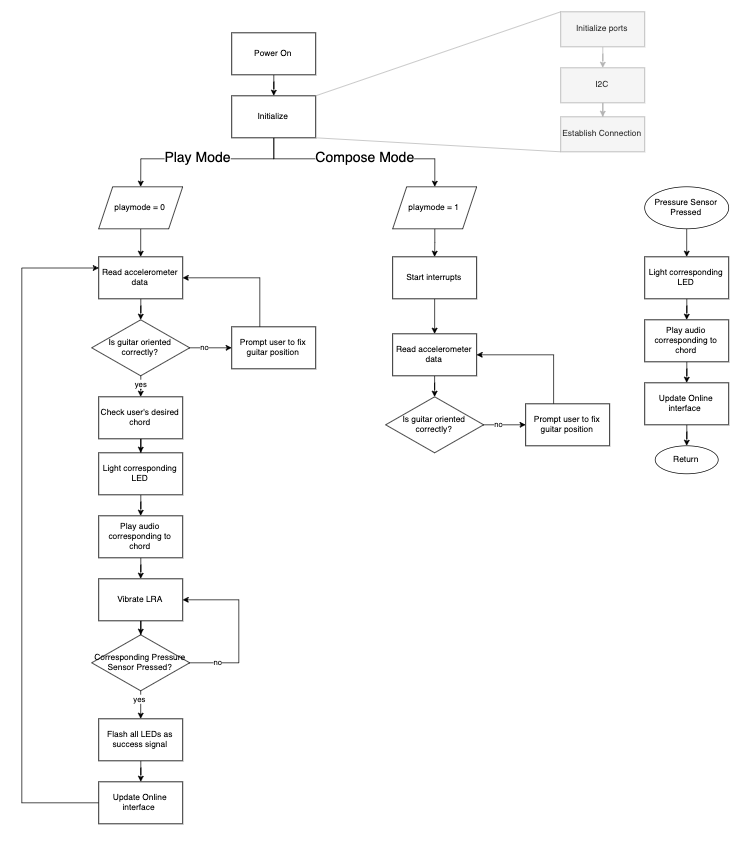 Power On
Initialize
Initialize ports
I2C
Establish Connection
Play Mode
Compose Mode
playmode = 0
Read accelerometer
data
Is guitar oriented
correctly?
no
Prompt user to fix
guitar position
yes
Check user's desired
chord
Light corresponding
LED
Play audio
corresponding to
chord
Vibrate LRA
Corresponding Pressure
Sensor Pressed?
no
yes
Flash all LEDs as
success signal
Update Online
interface
playmode = 1
Start interrupts
Read accelerometer
data
Is guitar oriented
correctly?
no
Prompt user to fix
guitar position
Pressure Sensor
Pressed
Light corresponding
LED
Play audio
corresponding to
chord
Update Online
interface
Return